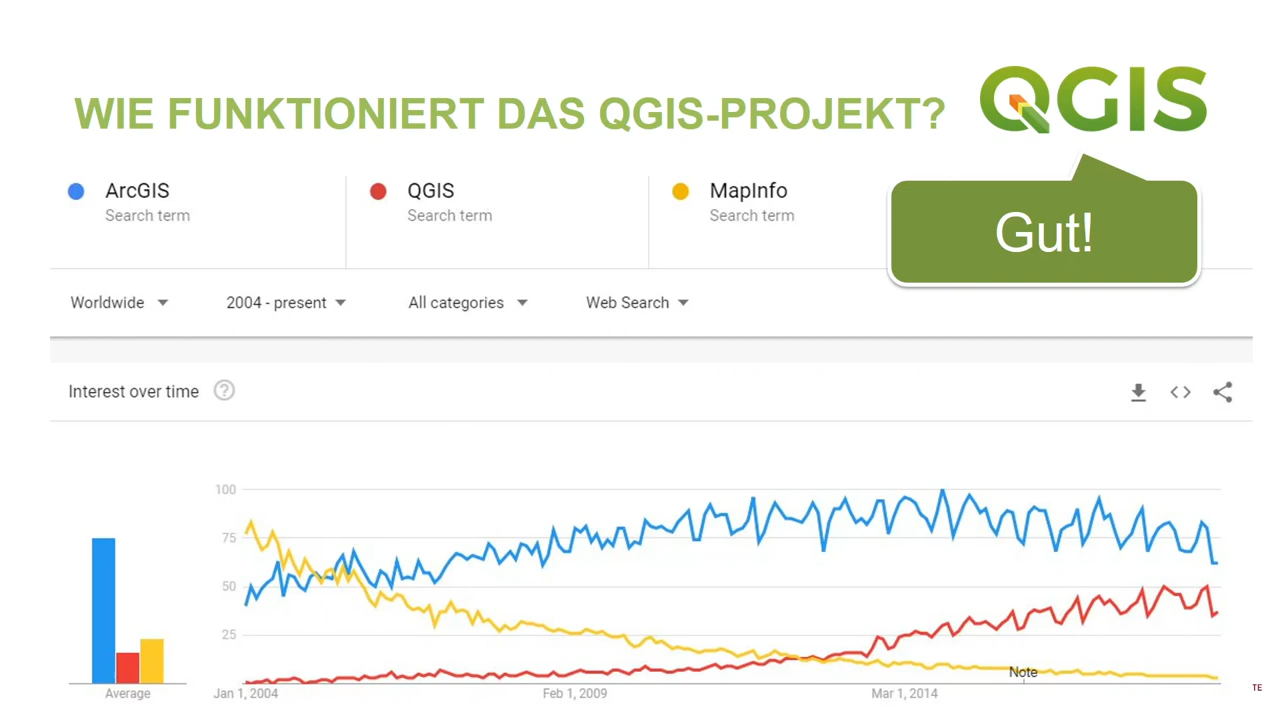 WIE FUNKTIONIERT DAS QGIS-PROJEKT?
QGIS
ArcGIS
Search term
QGIS
Search term
MapInfo
Search term
Gut!
Worldwide
2004 - present
All categories
Web Search
Interest over time ?
100
75
50
25
Note
Average
Jan 1, 2004
Feb 1, 2009
Mar 1, 2014
TE